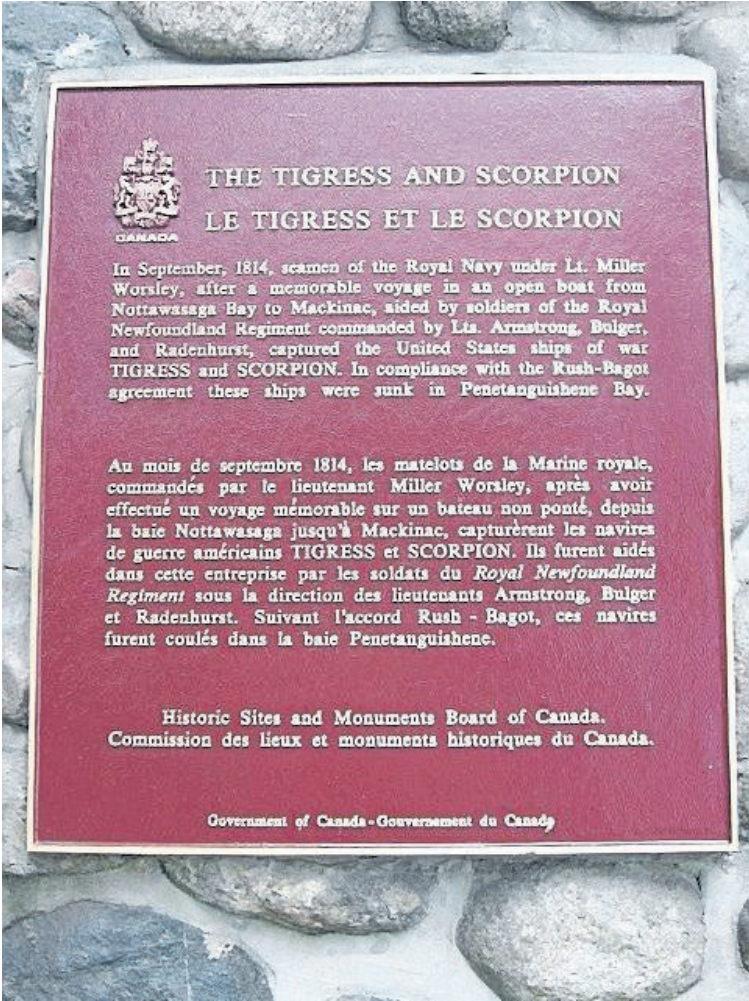 THE TIGRESS AND SCORPION
LE TIGRESS ET LE SCORPION
CANADA
In September, 1814, seamen of the Royal Navy under Lt. Miller
Worsley, after a memorable voyage in an open boat from
Nottawasaga Bay to Mackinac, aided by soldiers of the Royal
Newfoundland Regiment commanded by Lts. Armstrong, Bulger,
and Radenhurst, captured the United States ships of war
TIGRESS and SCORPION. In compliance with the Rush-Bagot
agreement these ships were sunk in Penetanguishene Bay.
Au mois de septembre 1814, les matelots de la Marine royale,
commandés par le lieutenant Miller Worsley, après avoir
effectué un voyage mémorable sur un bateau non ponté, depuis
la baie Nottawasaga jusqu'à Mackinac, capturèrent les navires
de guerre américains TIGRESS et SCORPION. Ils furent aidés
dans cette entreprise par les soldats du Royal Newfoundland
Regiment sous la direction des lieutenants Armstrong, Bulger
et Radenhurst. Suivant l'accord Rush - Bagot, ces navires
furent coulés dans la baie Penetanguishene.
Historic Sites and Monuments Board of Canada.
Commission des lieux et monuments historiques du Canada.
Government of Canada-Gouvernement du Canada